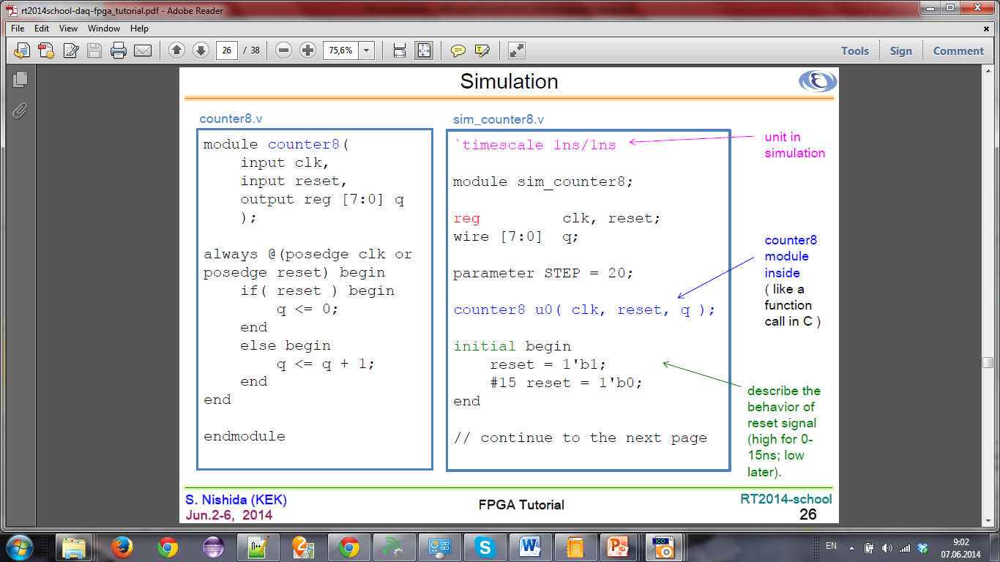 rt2014school-daq-fpga_tutorial.pdf - Adobe Reader
File Edit View Window Help
26 / 38 75,6% Tools Sign Comment
Simulation
counter8.v
module counter8(
input clk,
input reset,
output reg [7:0] q
);
always @(posedge clk or
posedge reset) begin
if( reset ) begin
q <= 0;
end
else begin
q <= q + 1;
end
end
endmodule
sim_counter8.v
`timescale 1ns/1ns
module sim_counter8;
reg clk, reset;
wire [7:0] q;
parameter STEP = 20;
counter8 u0( clk, reset, q );
initial begin
reset = 1'b1;
#15 reset = 1'b0;
end
// continue to the next page
unit in
simulation
counter8
module
inside
( like a
function
call in C )
describe the
behavior of
reset signal
(high for 0-
15ns; low
later).
S. Nishida (KEK)
Jun.2-6, 2014
FPGA Tutorial
RT2014-school
26
EN
9:02
07.06.2014